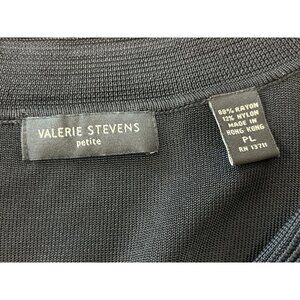 VALERIE STEVENS
petite
88% RAYON
12% NYLON
MADE IN
HONG KONG
PL
RN 13711